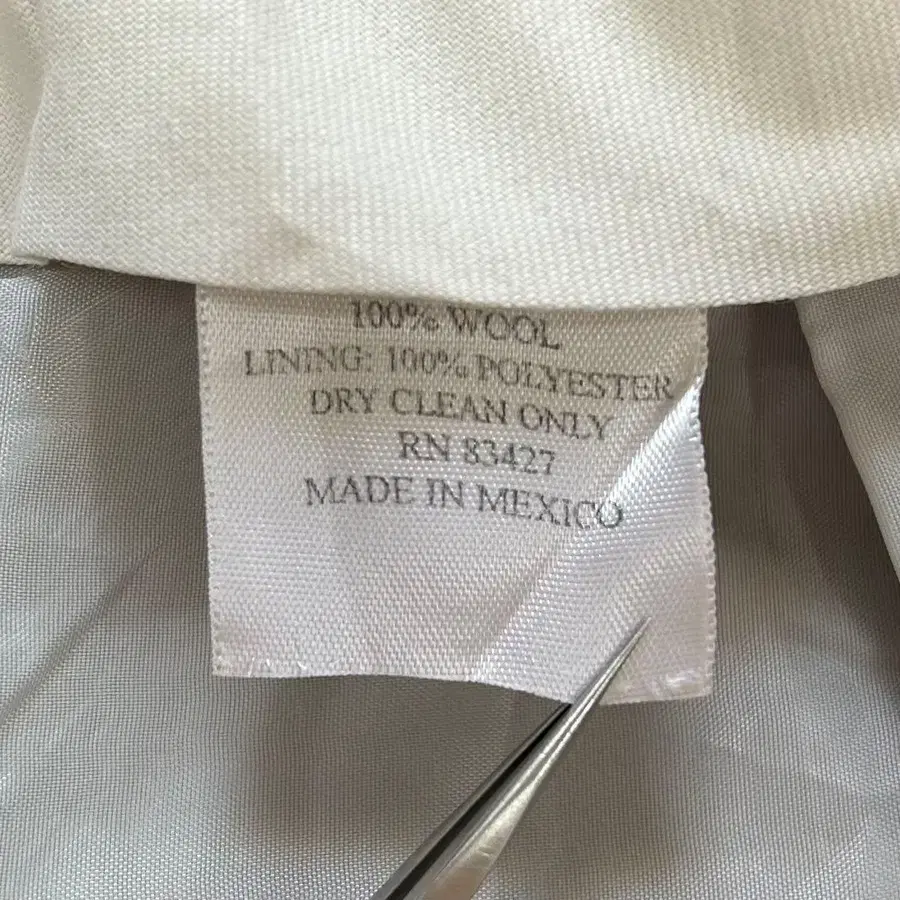 100% WOOL
LINING: 100% POLYESTER
DRY CLEAN ONLY
RN 83427
MADE IN MEXICO